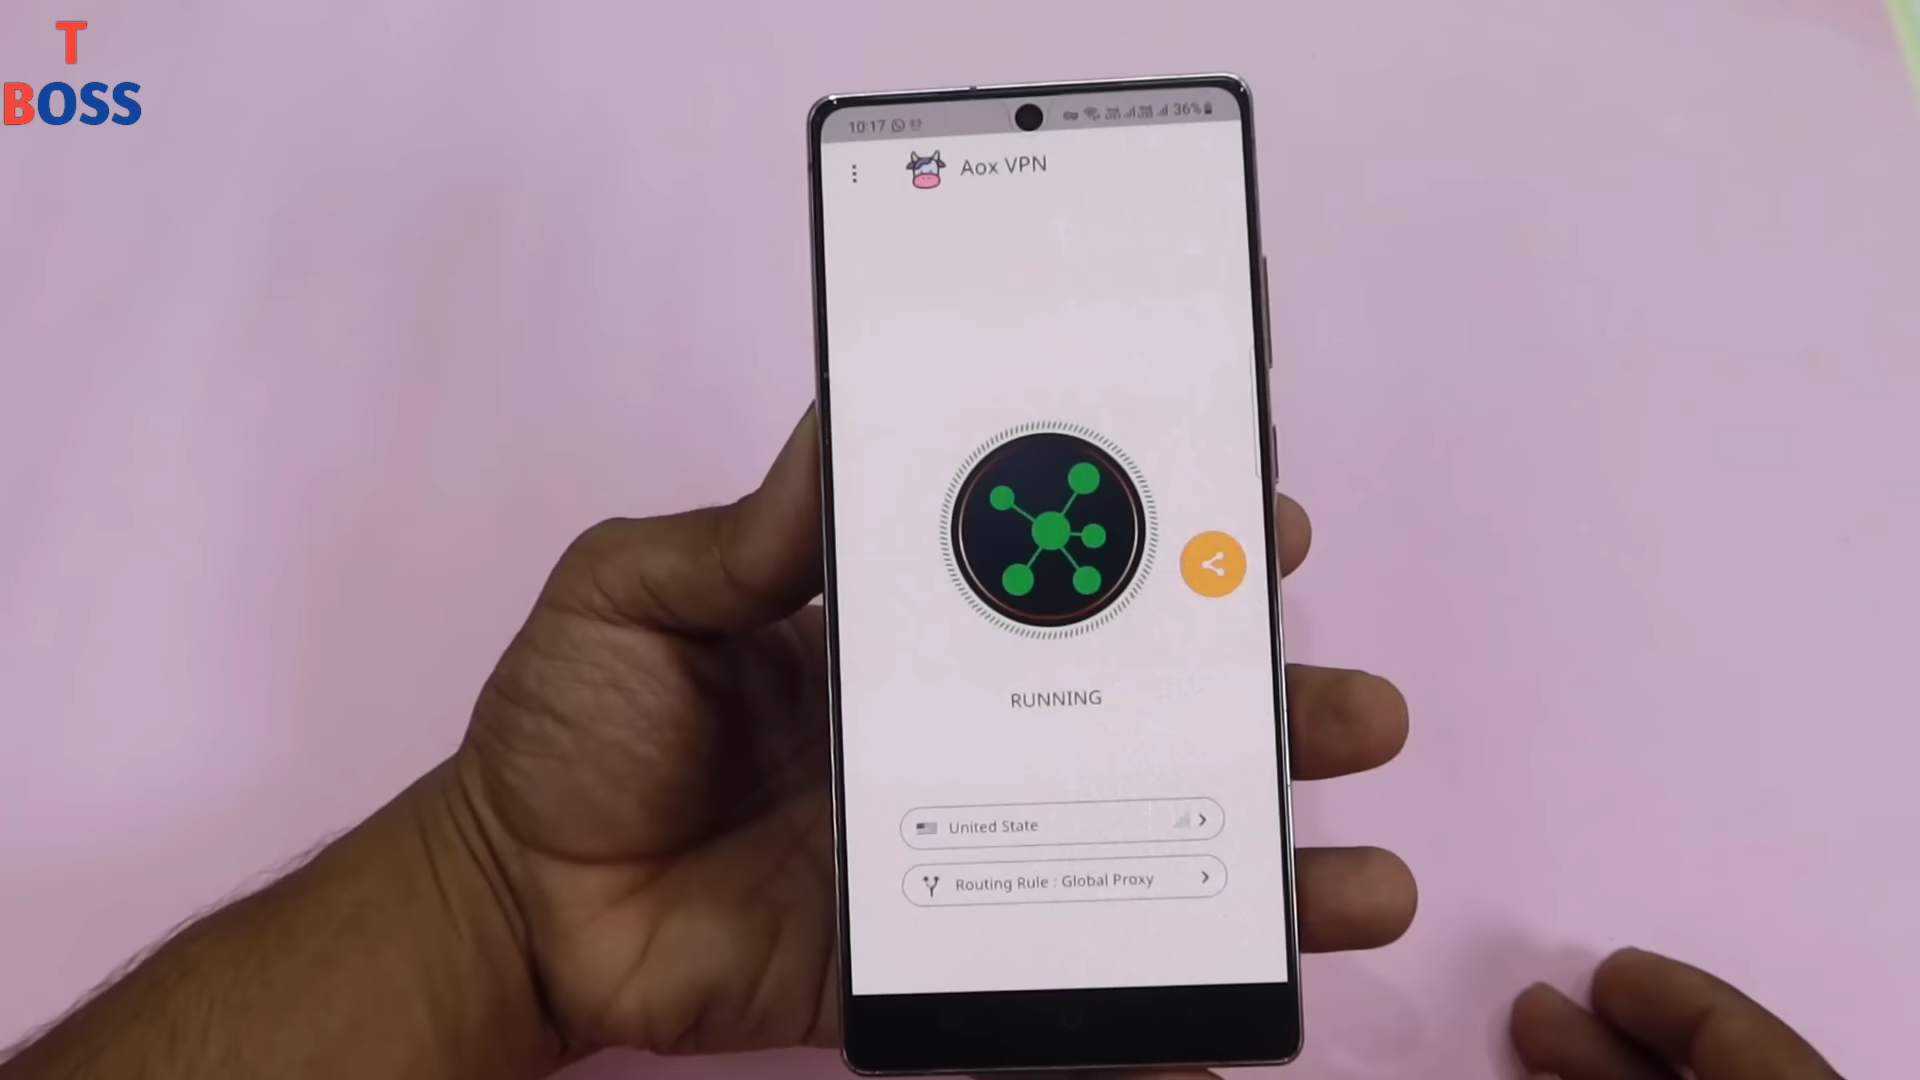 T
BOSS
10:17
36%
Aox VPN
RUNNING
United State
Routing Rule : Global Proxy